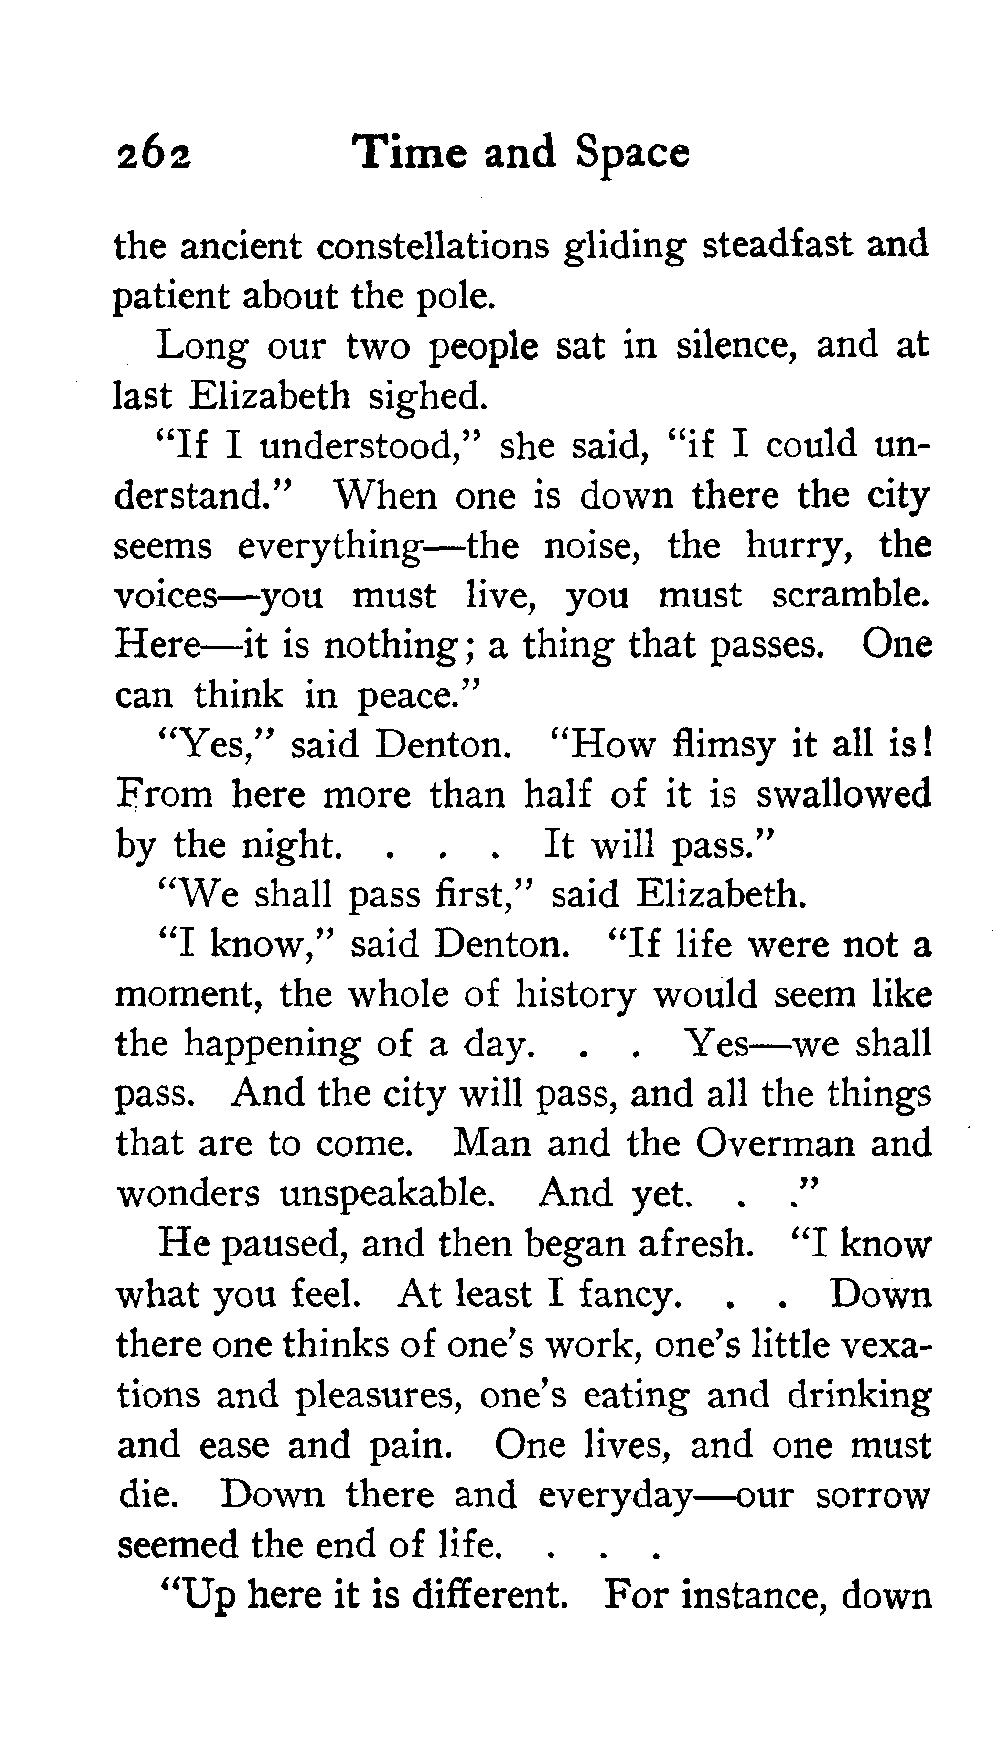 262 Time and Space
the ancient constellations gliding steadfast and
patient about the pole.
Long our two people sat in silence, and at
last Elizabeth sighed.
“If I understood,” she said, “if I could un-
derstand.” When one is down there the city
seems everything—the noise, the hurry, the
voices—you must live, you must scramble.
Here—it is nothing; a thing that passes. One
can think in peace.”
“Yes,” said Denton. “How flimsy it all is!
From here more than half of it is swallowed
by the night. . . . It will pass.”
“We shall pass first,” said Elizabeth.
“I know,” said Denton. “If life were not a
moment, the whole of history would seem like
the happening of a day. . . Yes—we shall
pass. And the city will pass, and all the things
that are to come. Man and the Overman and
wonders unspeakable. And yet. . .”
He paused, and then began afresh. “I know
what you feel. At least I fancy. . . Down
there one thinks of one’s work, one’s little vexa-
tions and pleasures, one’s eating and drinking
and ease and pain. One lives, and one must
die. Down there and everyday—our sorrow
seemed the end of life. . . .
“Up here it is different. For instance, down